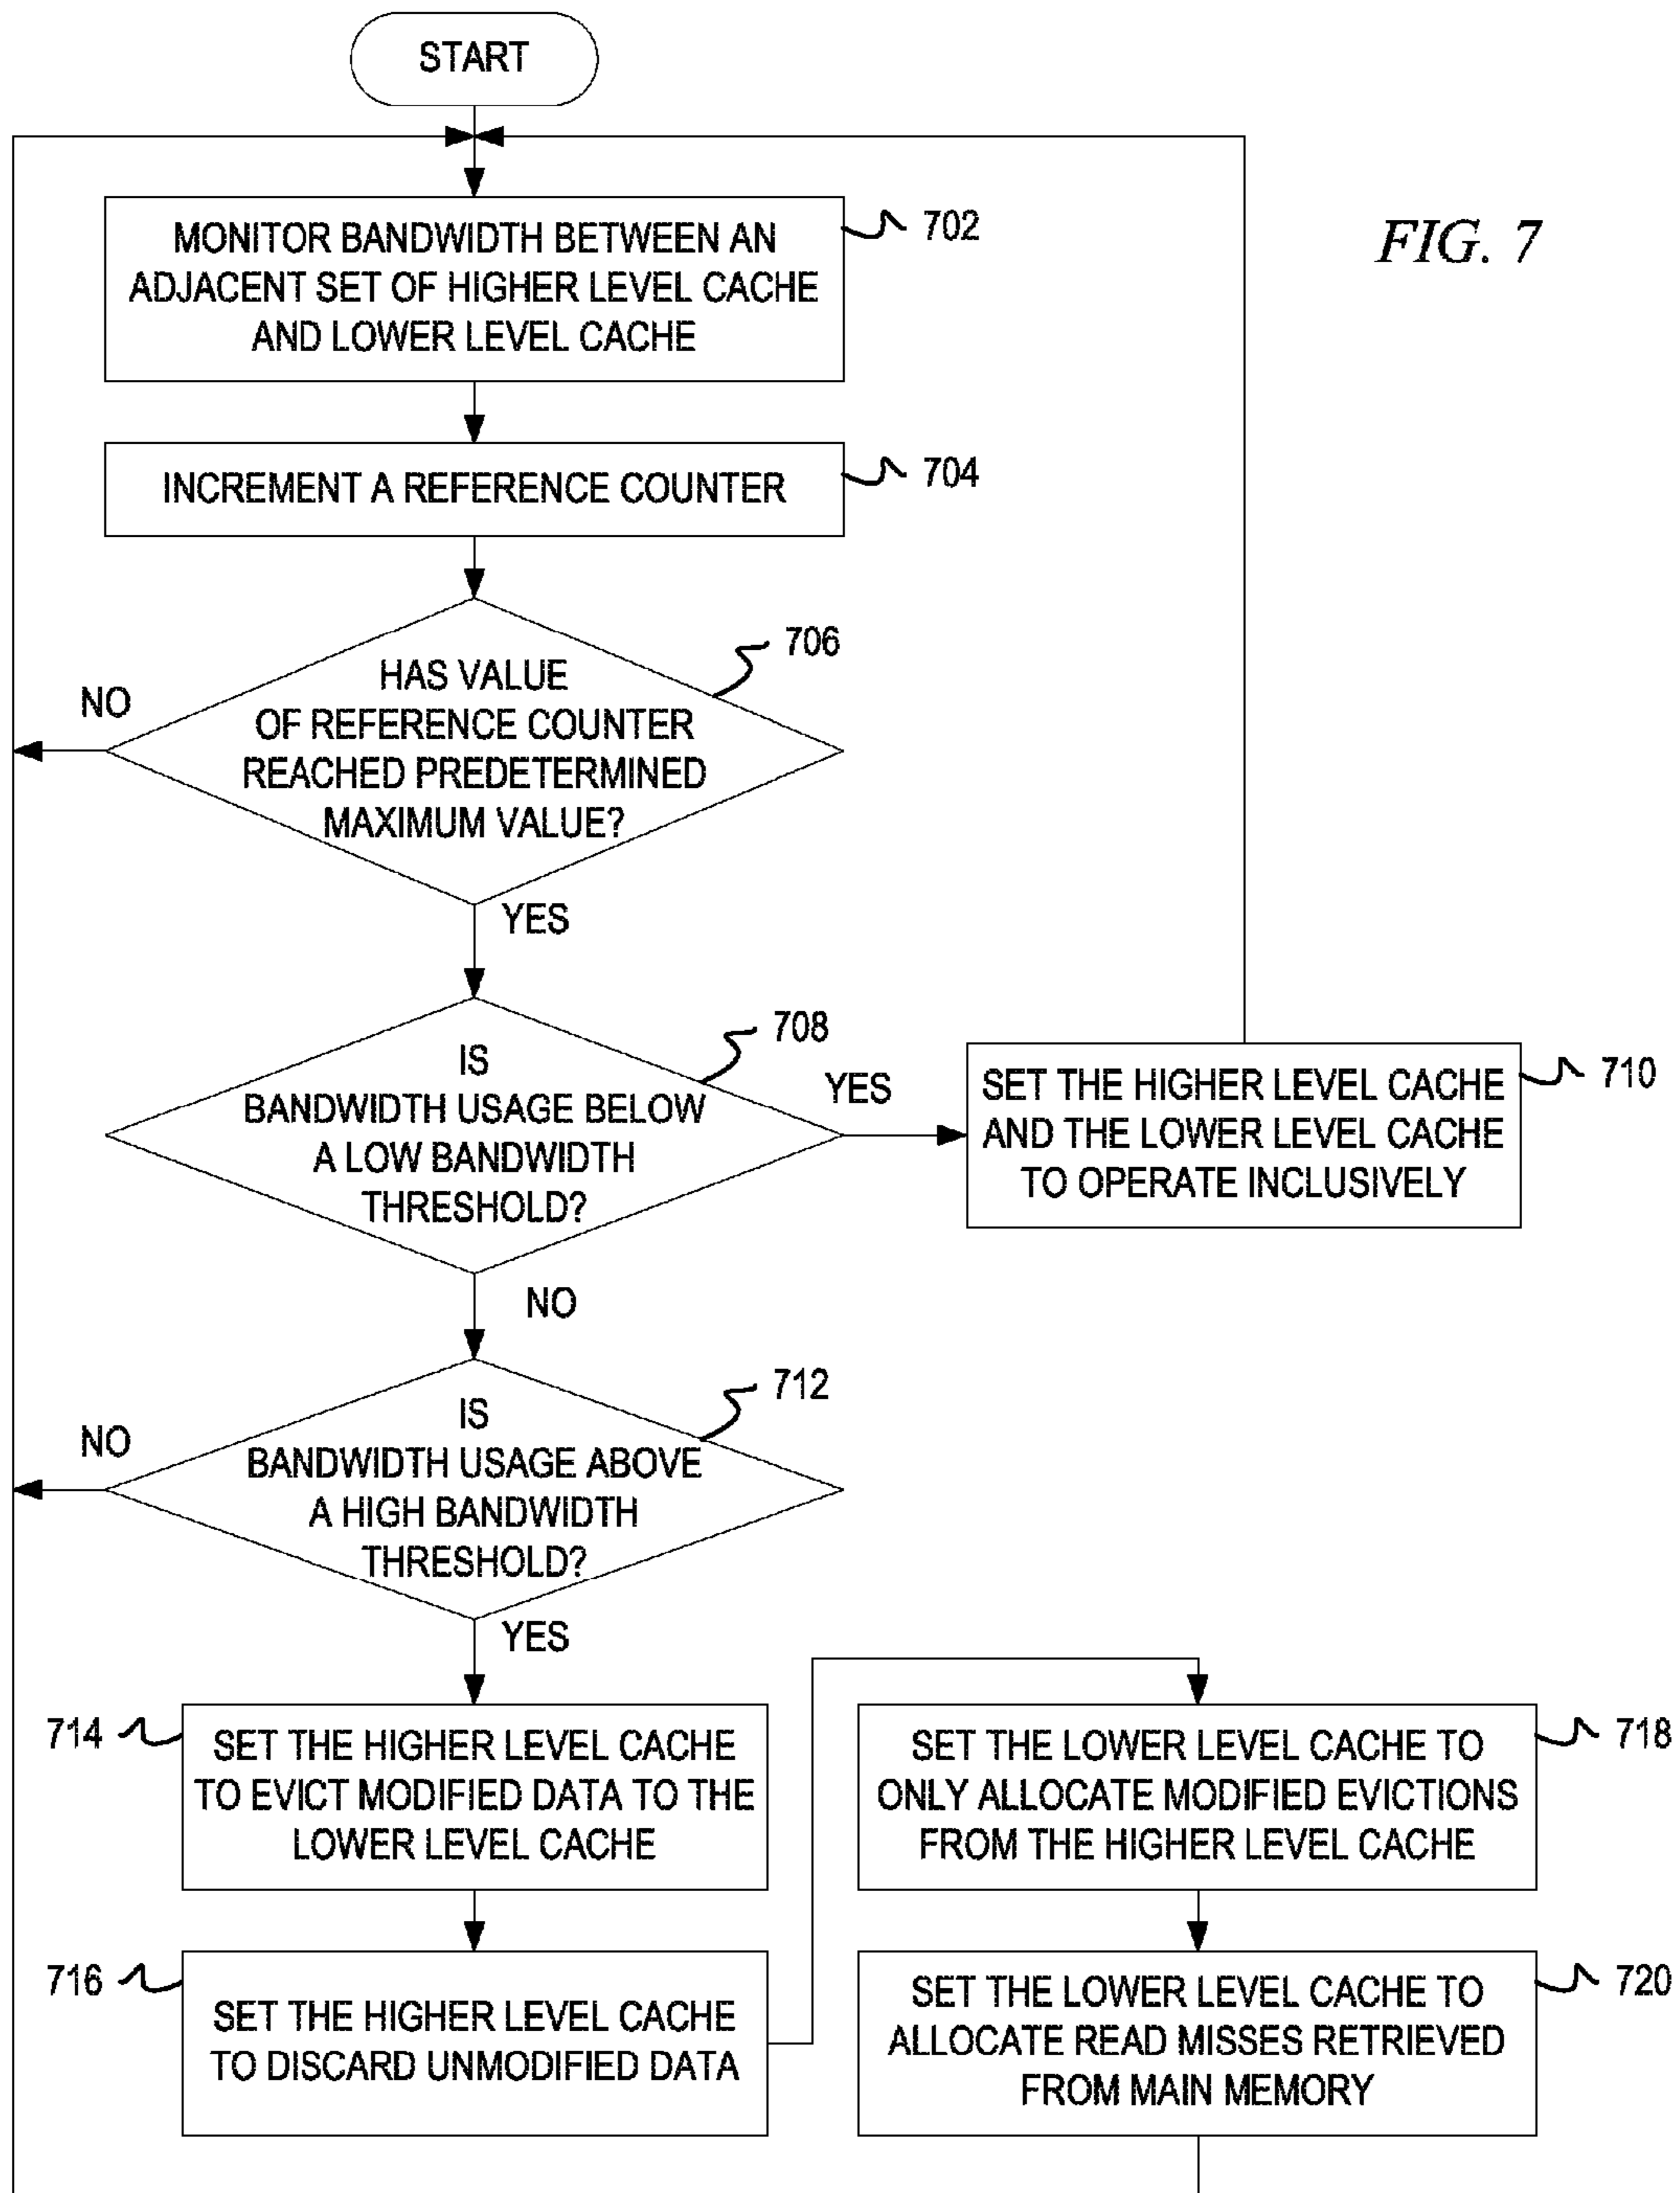 START
MONITOR BANDWIDTH BETWEEN AN
ADJACENT SET OF HIGHER LEVEL CACHE
AND LOWER LEVEL CACHE
702
FIG. 7
INCREMENT A REFERENCE COUNTER
704
HAS VALUE
OF REFERENCE COUNTER
REACHED PREDETERMINED
MAXIMUM VALUE?
706
NO
YES
IS
BANDWIDTH USAGE BELOW
A LOW BANDWIDTH
THRESHOLD?
708
YES
SET THE HIGHER LEVEL CACHE
AND THE LOWER LEVEL CACHE
TO OPERATE INCLUSIVELY
710
NO
IS
BANDWIDTH USAGE ABOVE
A HIGH BANDWIDTH
THRESHOLD?
712
NO
YES
714
SET THE HIGHER LEVEL CACHE
TO EVICT MODIFIED DATA TO THE
LOWER LEVEL CACHE
716
SET THE HIGHER LEVEL CACHE
TO DISCARD UNMODIFIED DATA
SET THE LOWER LEVEL CACHE TO
ONLY ALLOCATE MODIFIED EVICTIONS
FROM THE HIGHER LEVEL CACHE
718
SET THE LOWER LEVEL CACHE TO
ALLOCATE READ MISSES RETRIEVED
FROM MAIN MEMORY
720